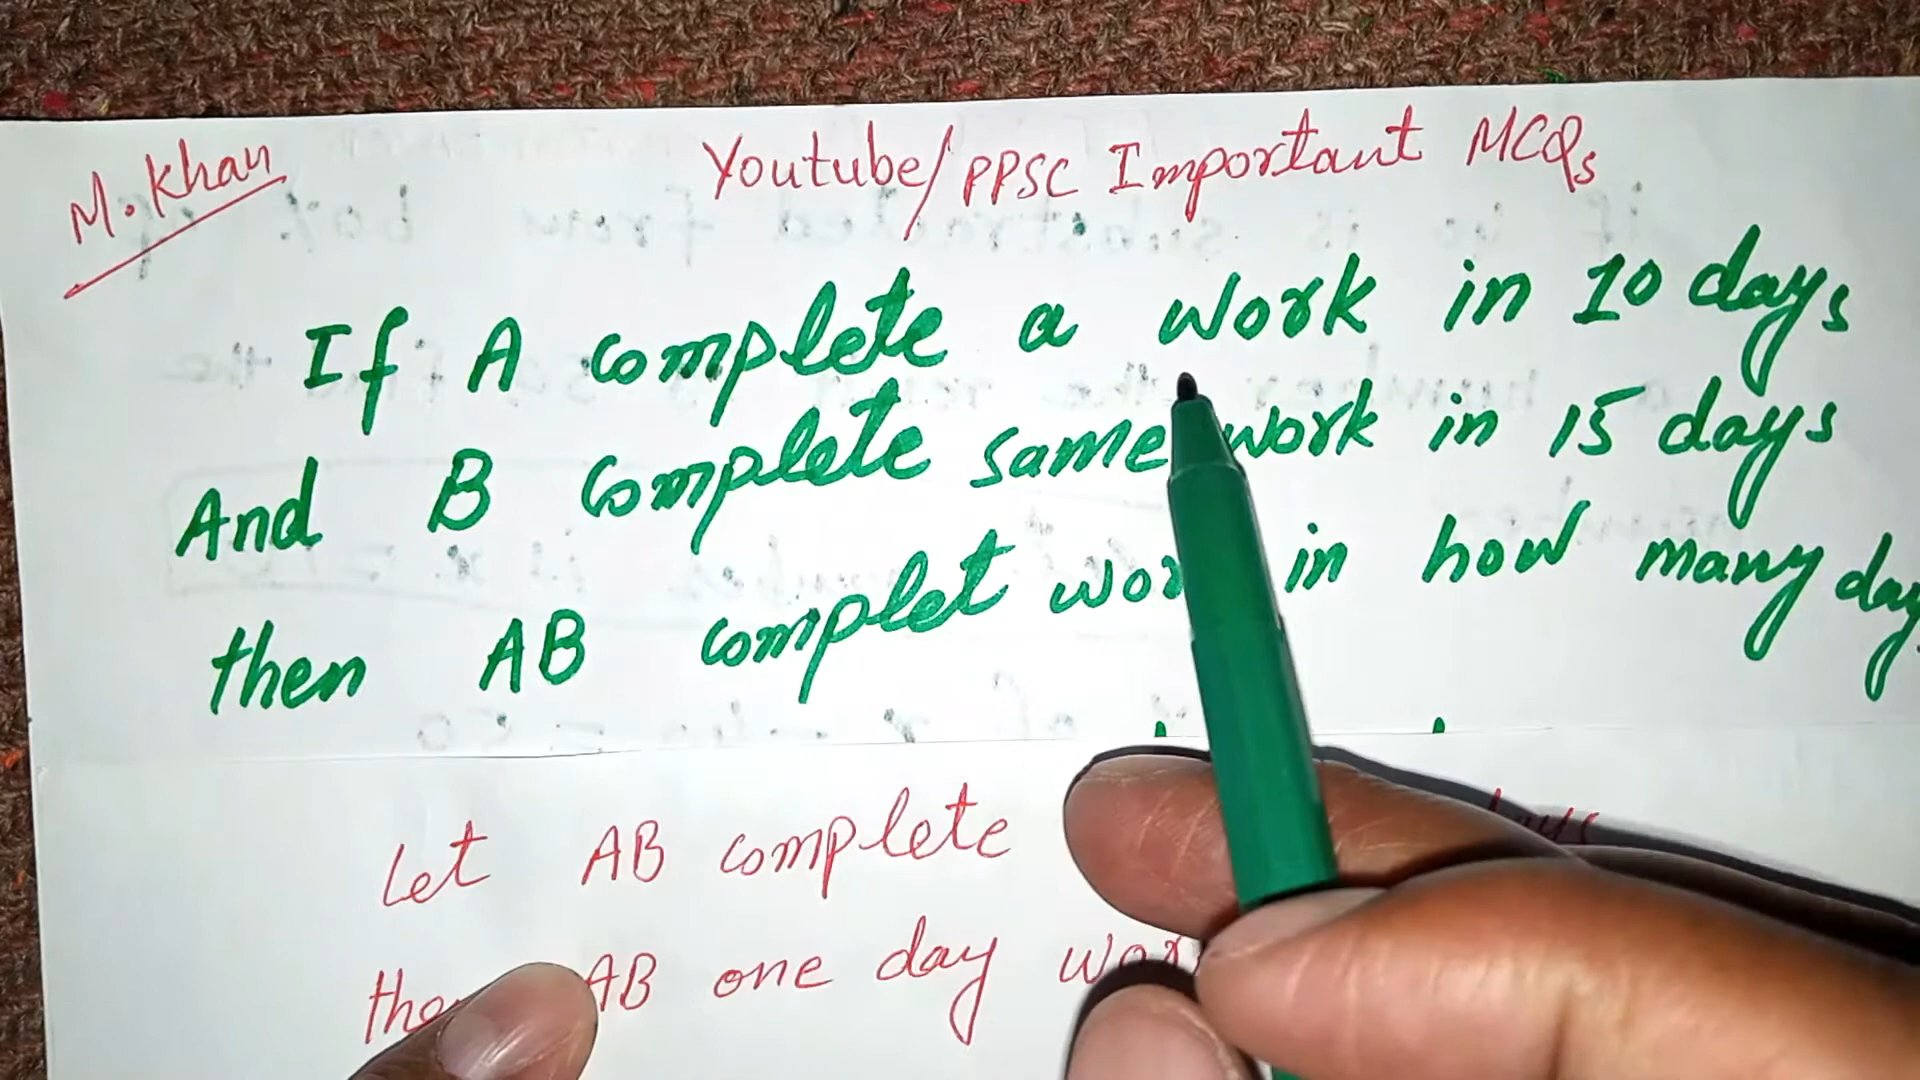 M.Khan
Youtube/PPSC Important MCQs
If A complete a work in 10 days
And B complete same work in 15 days
then AB complet in how many
Let AB complete
AB one day